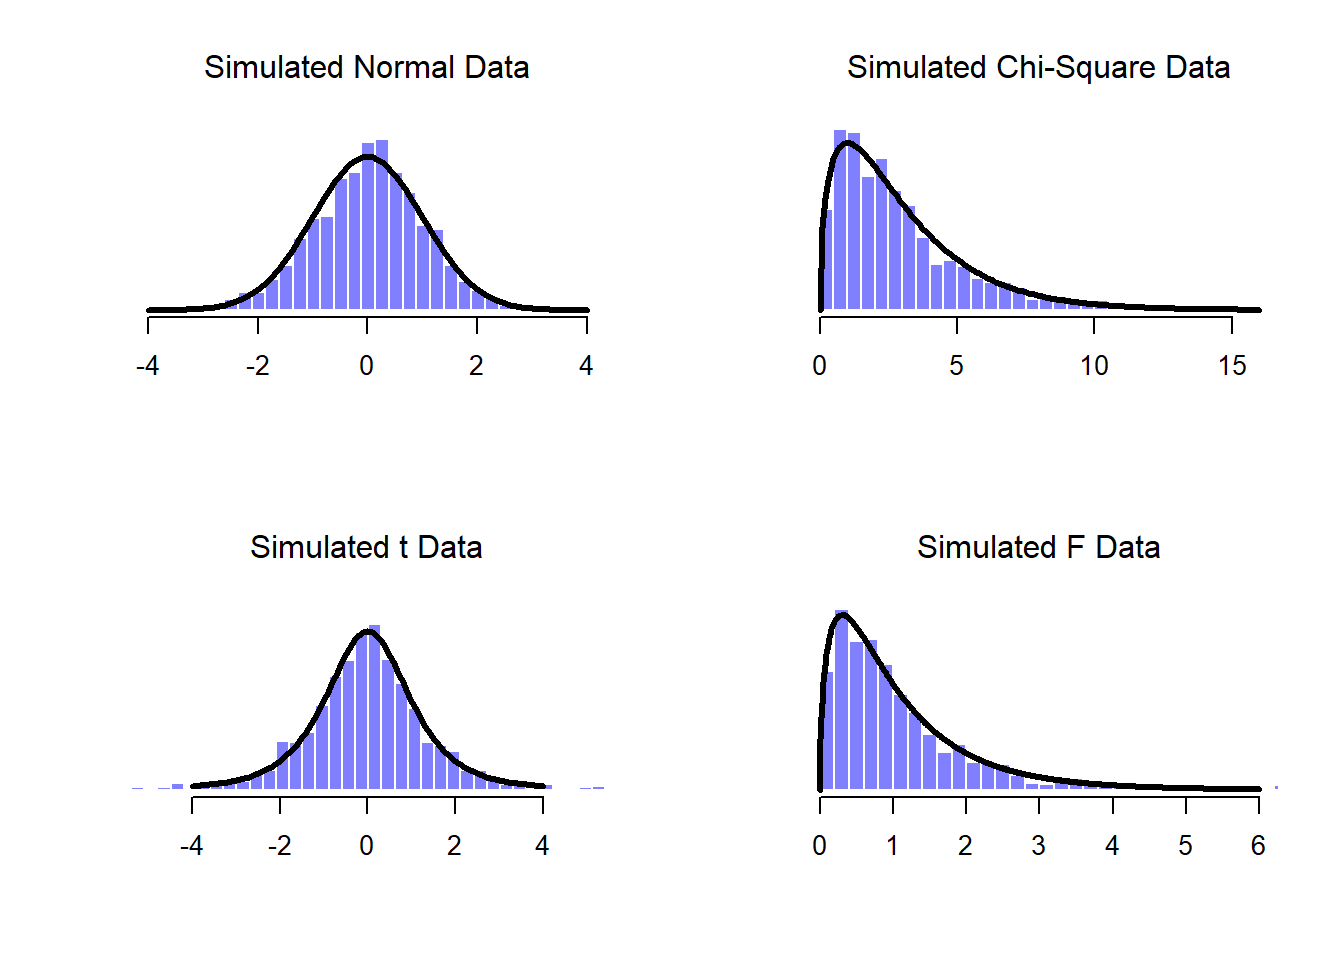 Simulated Normal Data
-4 -2 0 2 4
Simulated Chi-Square Data
0 5 10 15
Simulated t Data
-4 -2 0 2 4
Simulated F Data
0 1 2 3 4 5 6